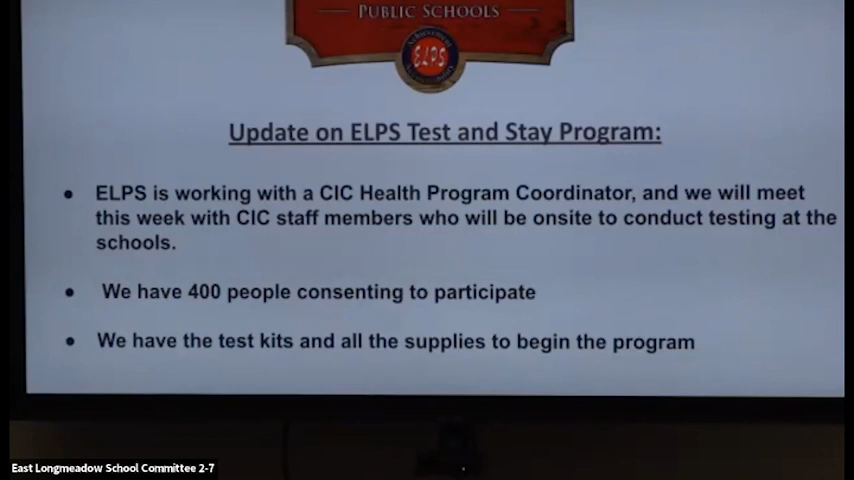 PUBLIC SCHOOLS
Achievement
ELPS
Update on ELPS Test and Stay Program:
● ELPS is working with a CIC Health Program Coordinator, and we will meet
this week with CIC staff members who will be onsite to conduct testing at the
schools.
● We have 400 people consenting to participate
● We have the test kits and all the supplies to begin the program
East Longmeadow School Committee 2-7